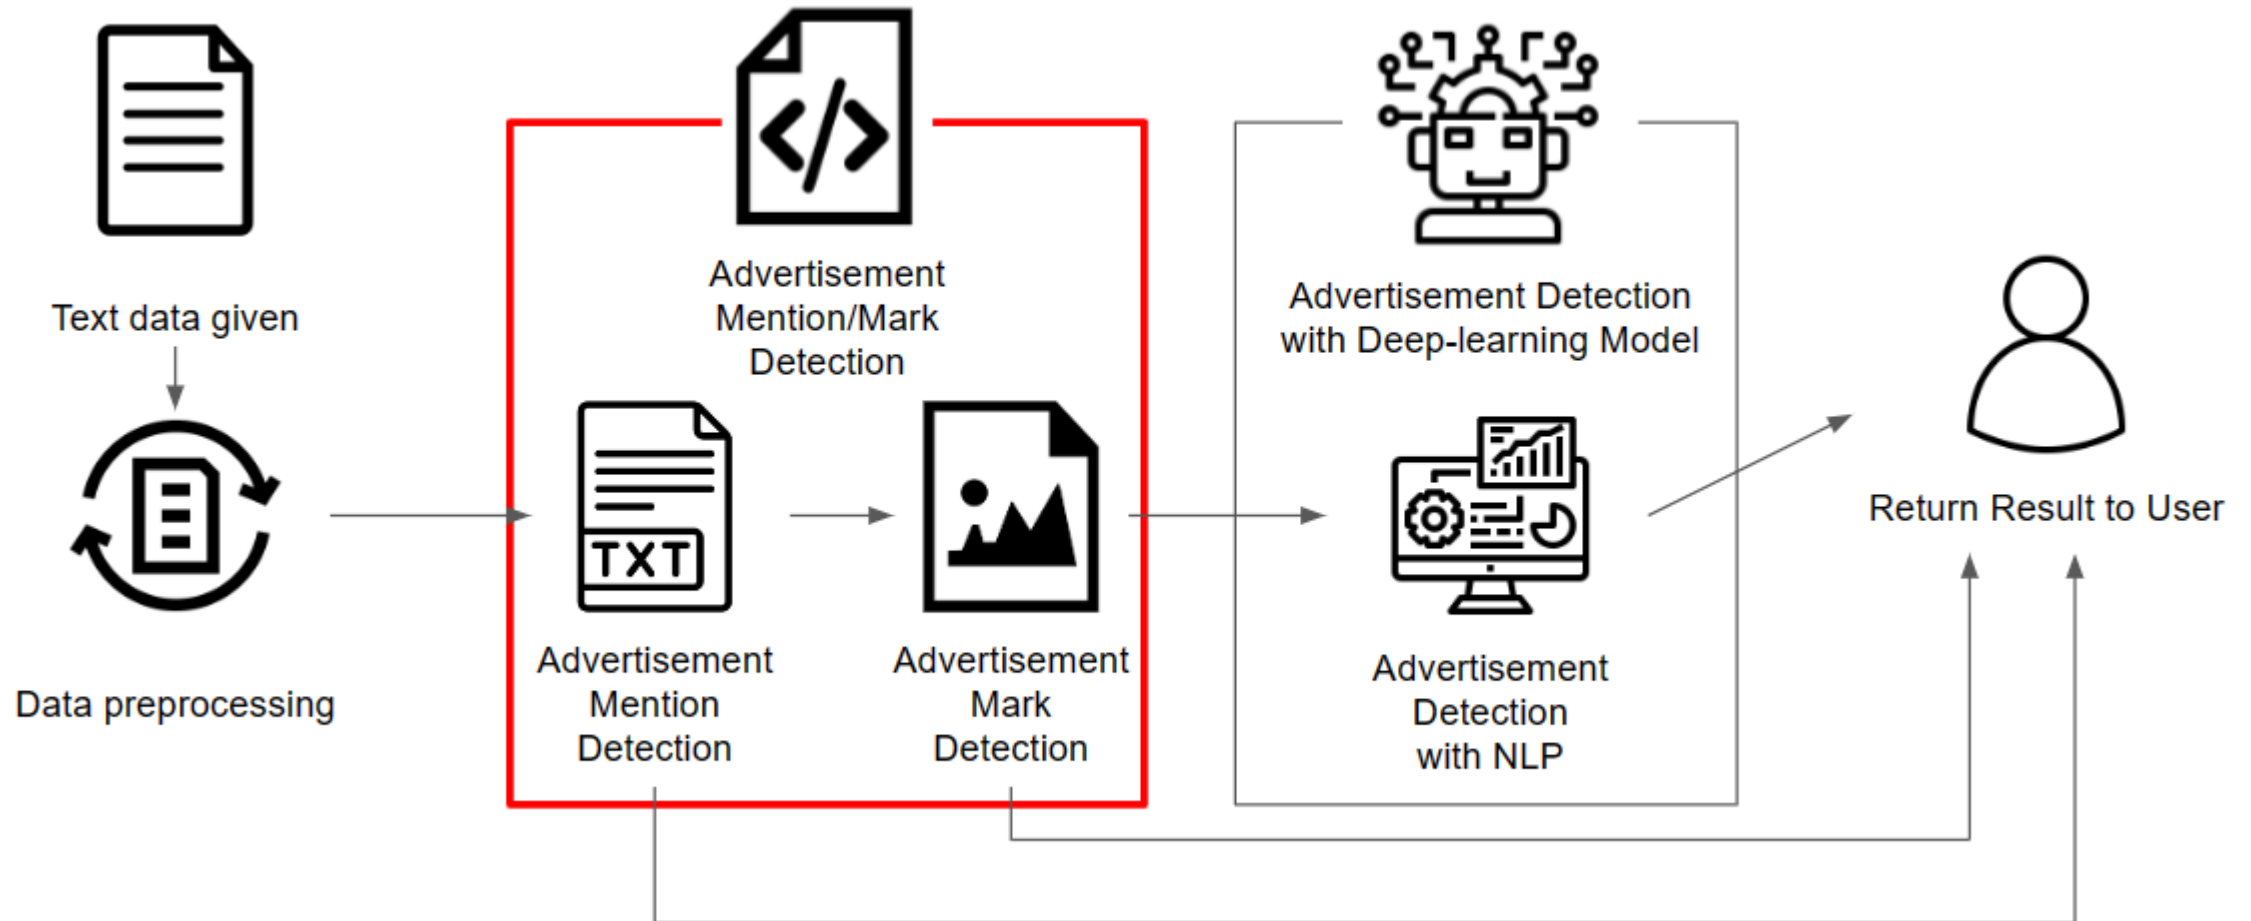 Text data given
Data preprocessing
Advertisement
Mention/Mark
Detection
TXT
Advertisement
Mention
Detection
Advertisement
Mark
Detection
Advertisement Detection
with Deep-learning Model
Advertisement
Detection
with NLP
Return Result to User